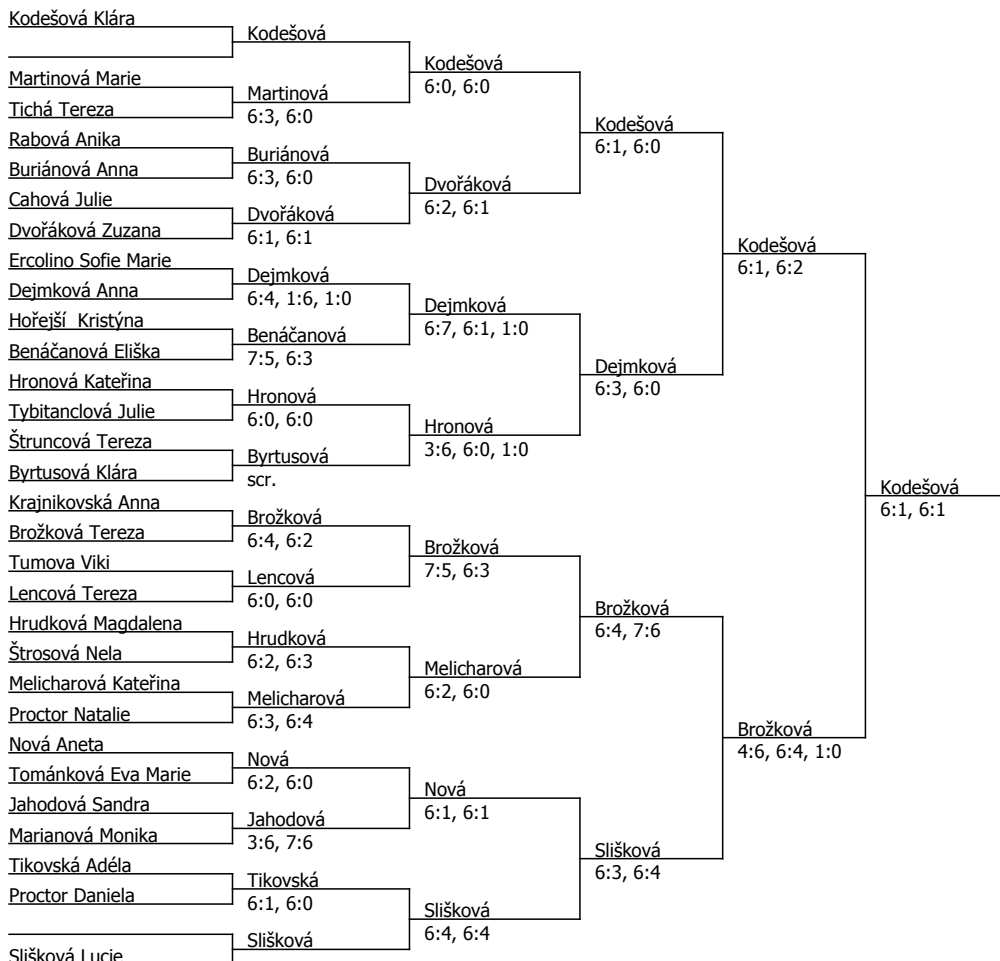 Kodešová Klára
Kodešová
Kodešová
6:0, 6:0
Martinová Marie
Martinová
6:3, 6:0
Tichá Tereza
Kodešová
6:1, 6:0
Rabová Anika
Buriánová
6:3, 6:0
Buriánová Anna
Dvořáková
6:2, 6:1
Cahová Julie
Dvořáková
6:1, 6:1
Dvořáková Zuzana
Kodešová
6:1, 6:2
Ercolino Sofie Marie
Dejmková
6:4, 1:6, 1:0
Dejmková Anna
Dejmková
6:7, 6:1, 1:0
Hořejší  Kristýna
Benáčanová
7:5, 6:3
Benáčanová Eliška
Dejmková
6:3, 6:0
Hronová Kateřina
Hronová
6:0, 6:0
Tybitanclová Julie
Hronová
3:6, 6:0, 1:0
Štruncová Tereza
Byrtusová
scr.
Byrtusová Klára
Kodešová
6:1, 6:1
Krajnikovská Anna
Brožková
6:4, 6:2
Brožková Tereza
Brožková
7:5, 6:3
Tumova Viki
Lencová
6:0, 6:0
Lencová Tereza
Brožková
6:4, 7:6
Hrudková Magdalena
Hrudková
6:2, 6:3
Štrosová Nela
Melicharová
6:2, 6:0
Melicharová Kateřina
Melicharová
6:3, 6:4
Proctor Natalie
Brožková
4:6, 6:4, 1:0
Nová Aneta
Nová
6:2, 6:0
Tománková Eva Marie
Nová
6:1, 6:1
Jahodová Sandra
Jahodová
3:6, 7:6
Marianová Monika
Slišková
6:3, 6:4
Tikovská Adéla
Tikovská
6:1, 6:0
Proctor Daniela
Slišková
6:4, 6:4
Slišková
Slišková Lucie